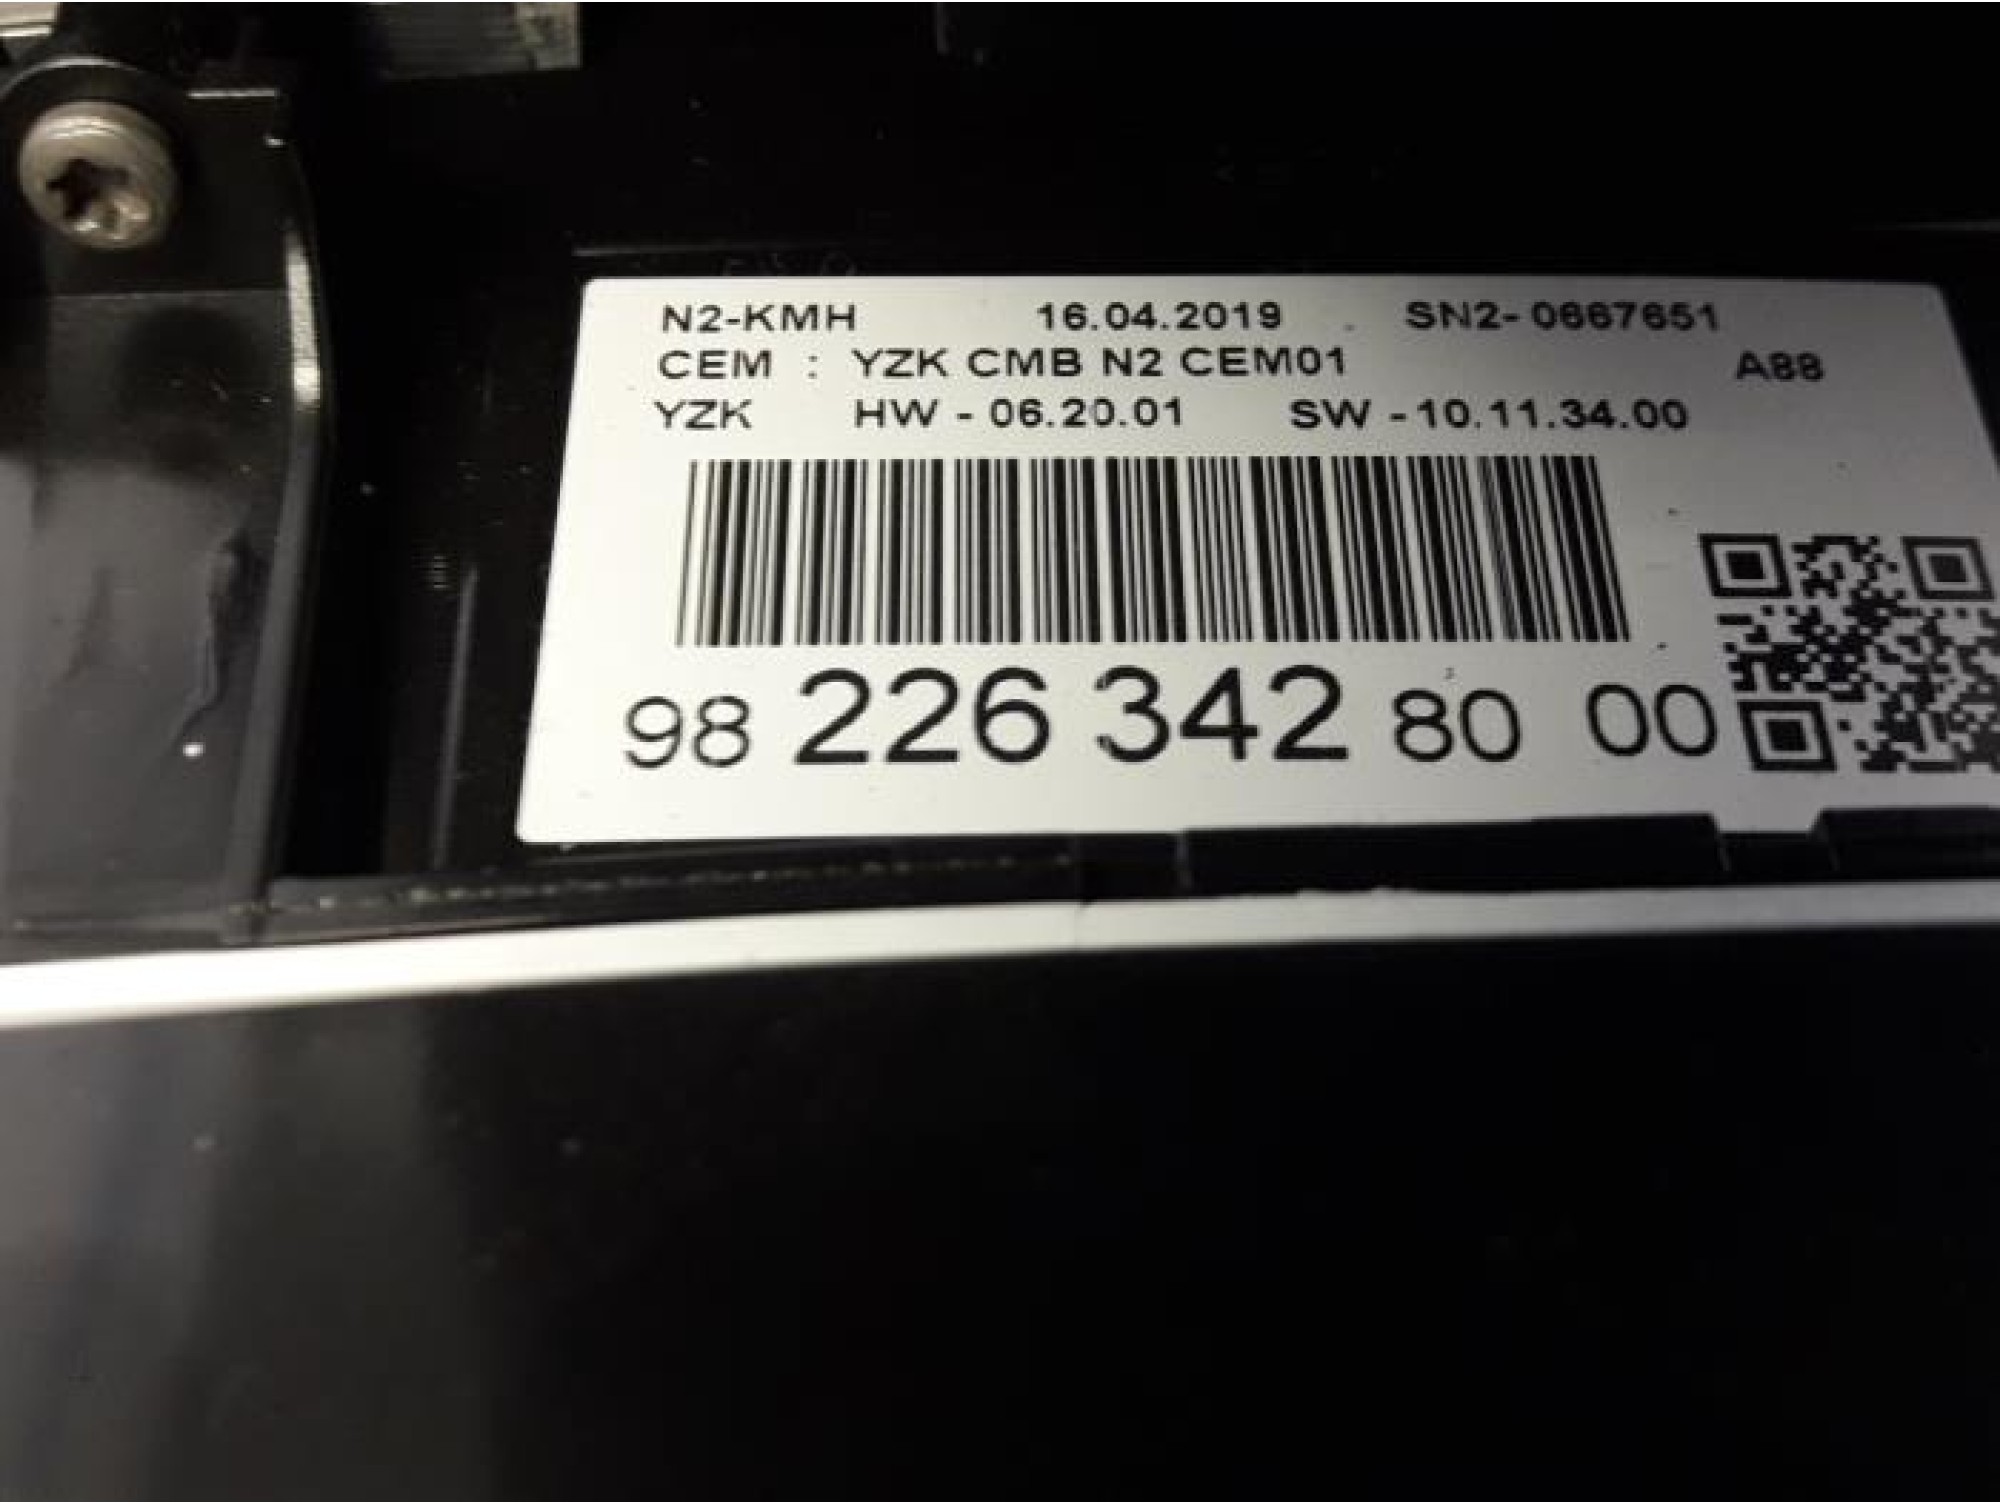 N2-KMH 16.04.2019 SN2-0667651
CEM : YZK CMB N2 CEM01 A88
YZK HW - 06.20.01 SW - 10.11.34.00
98 226 342 80 00